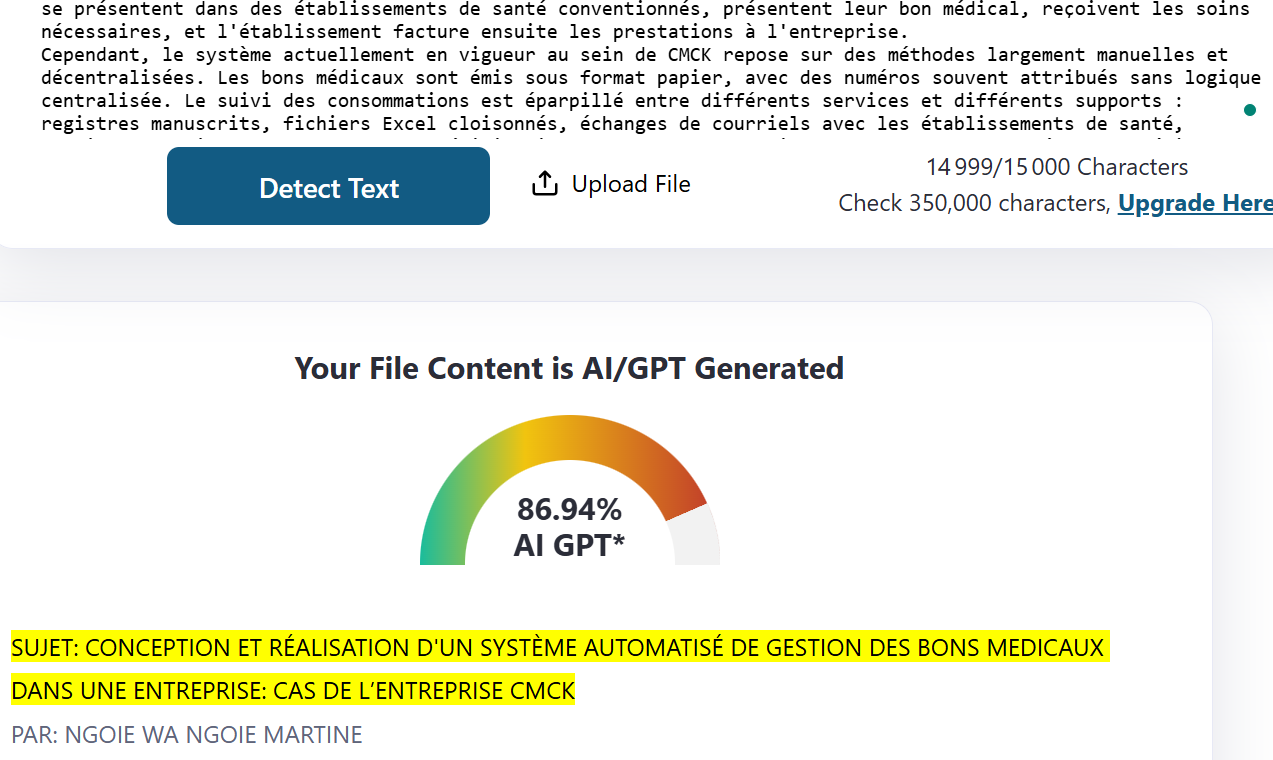 se présentent dans des établissements de santé conventionnés, présentent leur bon médical, reçoivent les soins
nécessaires, et l'établissement facture ensuite les prestations à l'entreprise.
Cependant, le système actuellement en vigueur au sein de CMCK repose sur des méthodes largement manuelles et
décentralisées. Les bons médicaux sont émis sous format papier, avec des numéros souvent attribués sans logique
centralisée. Le suivi des consommations est éparpillé entre différents services et différents supports :
registres manuscrits, fichiers Excel cloisonnés, échanges de courriels avec les établissements de santé,
Detect Text
Upload File
14 999/15 000 Characters
Check 350,000 characters, Upgrade Here
Your File Content is AI/GPT Generated
86.94%
AI GPT*
SUJET: CONCEPTION ET RÉALISATION D'UN SYSTÈME AUTOMATISÉ DE GESTION DES BONS MEDICAUX
DANS UNE ENTREPRISE: CAS DE L’ENTREPRISE CMCK
PAR: NGOIE WA NGOIE MARTINE